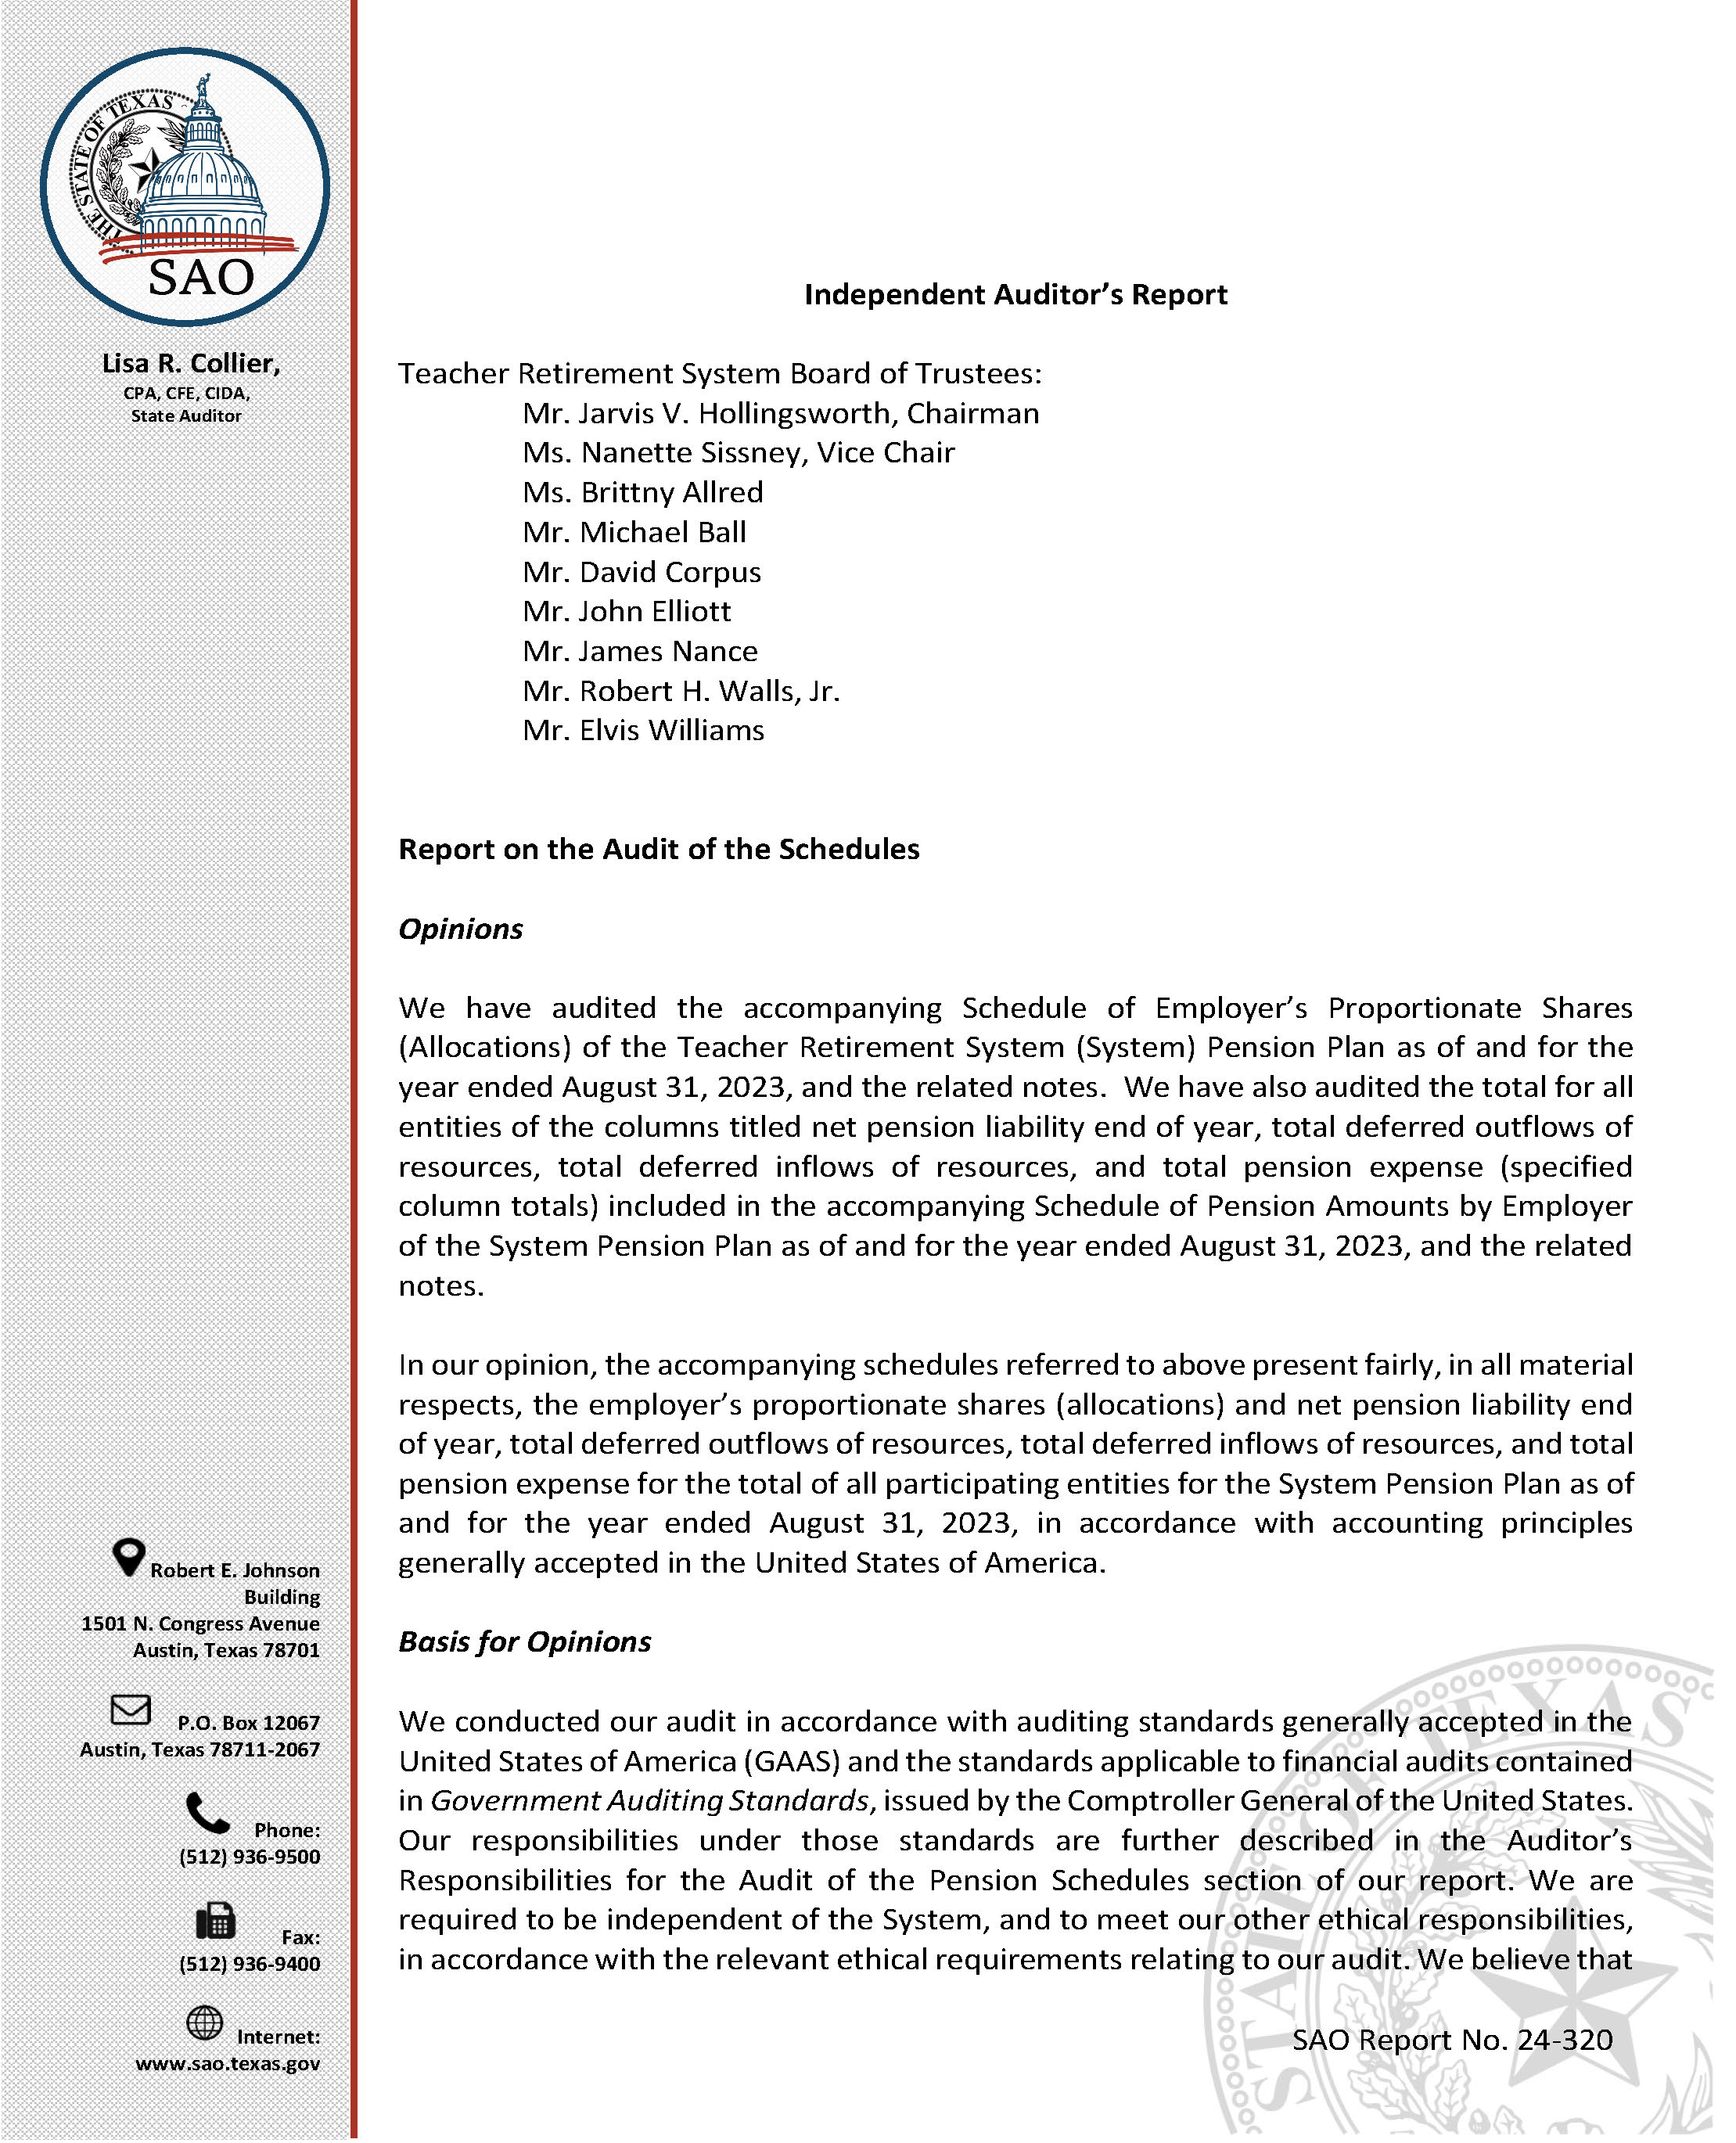 THE STATE OF TEXAS
SAO
Lisa R. Collier,
CPA, CFE, CIDA,
State Auditor
Independent Auditor’s Report
Teacher Retirement System Board of Trustees:
Mr. Jarvis V. Hollingsworth, Chairman
Ms. Nanette Sissney, Vice Chair
Ms. Brittny Allred
Mr. Michael Ball
Mr. David Corpus
Mr. John Elliott
Mr. James Nance
Mr. Robert H. Walls, Jr.
Mr. Elvis Williams
Report on the Audit of the Schedules
Opinions
We have audited the accompanying Schedule of Employer’s Proportionate Shares
(Allocations) of the Teacher Retirement System (System) Pension Plan as of and for the
year ended August 31, 2023, and the related notes.  We have also audited the total for all
entities of the columns titled net pension liability end of year, total deferred outflows of
resources, total deferred inflows of resources, and total pension expense (specified
column totals) included in the accompanying Schedule of Pension Amounts by Employer
of the System Pension Plan as of and for the year ended August 31, 2023, and the related
notes.
In our opinion, the accompanying schedules referred to above present fairly, in all material
respects, the employer’s proportionate shares (allocations) and net pension liability end
of year, total deferred outflows of resources, total deferred inflows of resources, and total
pension expense for the total of all participating entities for the System Pension Plan as of
and for the year ended August 31, 2023, in accordance with accounting principles
generally accepted in the United States of America.
Basis for Opinions
We conducted our audit in accordance with auditing standards generally accepted in the
United States of America (GAAS) and the standards applicable to financial audits contained
in Government Auditing Standards, issued by the Comptroller General of the United States.
Our responsibilities under those standards are further described in the Auditor’s
Responsibilities for the Audit of the Pension Schedules section of our report. We are
required to be independent of the System, and to meet our other ethical responsibilities,
in accordance with the relevant ethical requirements relating to our audit. We believe that
Robert E. Johnson
Building
1501 N. Congress Avenue
Austin, Texas 78701
P.O. Box 12067
Austin, Texas 78711-2067
Phone:
(512) 936-9500
Fax:
(512) 936-9400
Internet:
www.sao.texas.gov
STATE OF TEXAS
SAO Report No. 24-320